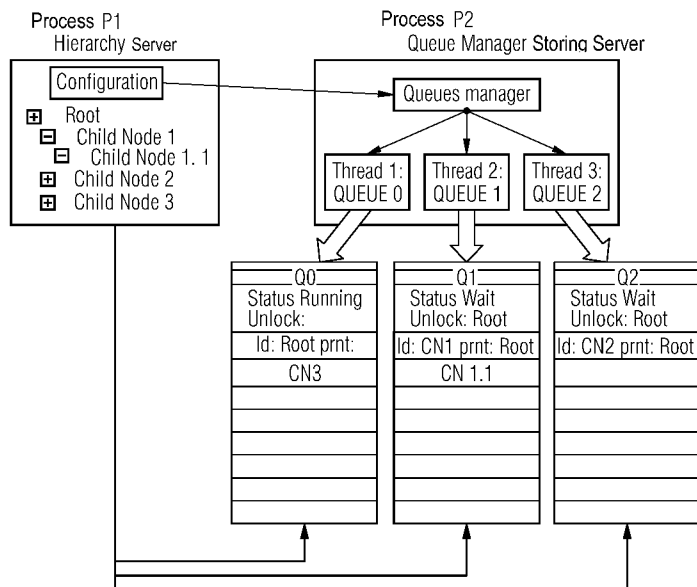 Process P1
Hierarchy Server
Process P2
Queue Manager Storing Server
Configuration
Root
Child Node 1
Child Node 1. 1
Child Node 2
Child Node 3
Queues manager
Thread 1:
QUEUE 0
Thread 2:
QUEUE 1
Thread 3:
QUEUE 2
Q0
Status Running
Unlock:
Id: Root prnt:
CN3
Q1
Status Wait
Unlock: Root
Id: CN1 prnt: Root
CN 1.1
Q2
Status Wait
Unlock: Root
Id: CN2 prnt: Root